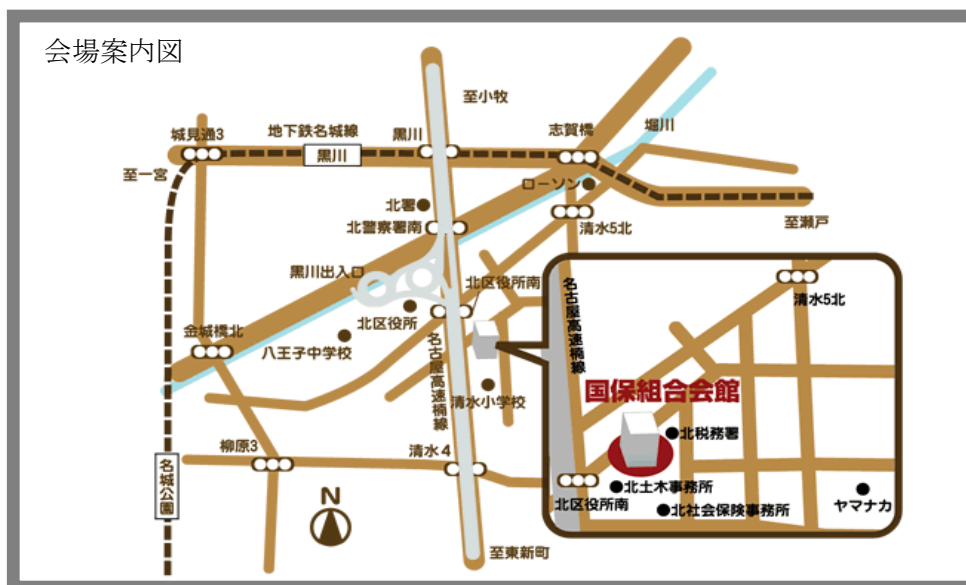 会場案内図
至小牧
城見通3
地下鉄名城線
黒川
志賀橋
堀川
黒川
至一宮
ローソン
北署
北警察署南
清水5北
至瀬戸
黒川出入口
北区役所南
北区役所
金城橋北
八王子中学校
名古屋高速楠線
清水小学校
柳原3
清水4
名城公園
N
至東新町
名古屋高速楠線
清水5北
国保組合会館
北税務署
北土木事務所
北区役所南
北社会保険事務所
ヤマナカ